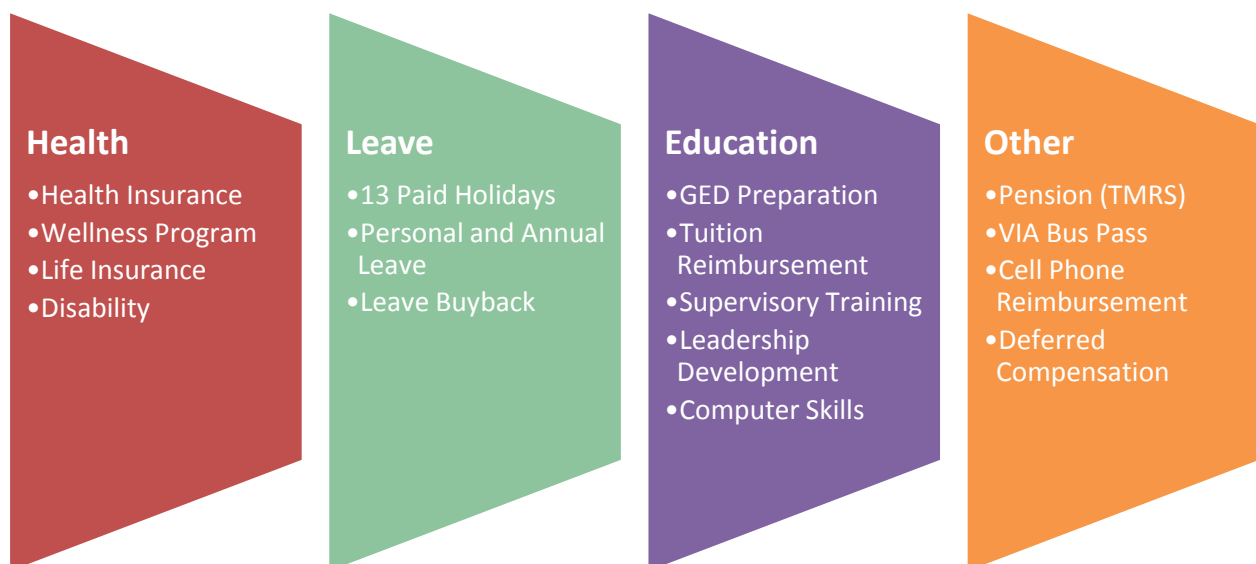 Health
•Health Insurance
•Wellness Program
•Life Insurance
•Disability
Leave
•13 Paid Holidays
•Personal and Annual
Leave
•Leave Buyback
Education
•GED Preparation
•Tuition
Reimbursement
•Supervisory Training
•Leadership
Development
•Computer Skills
Other
•Pension (TMRS)
•VIA Bus Pass
•Cell Phone
Reimbursement
•Deferred
Compensation